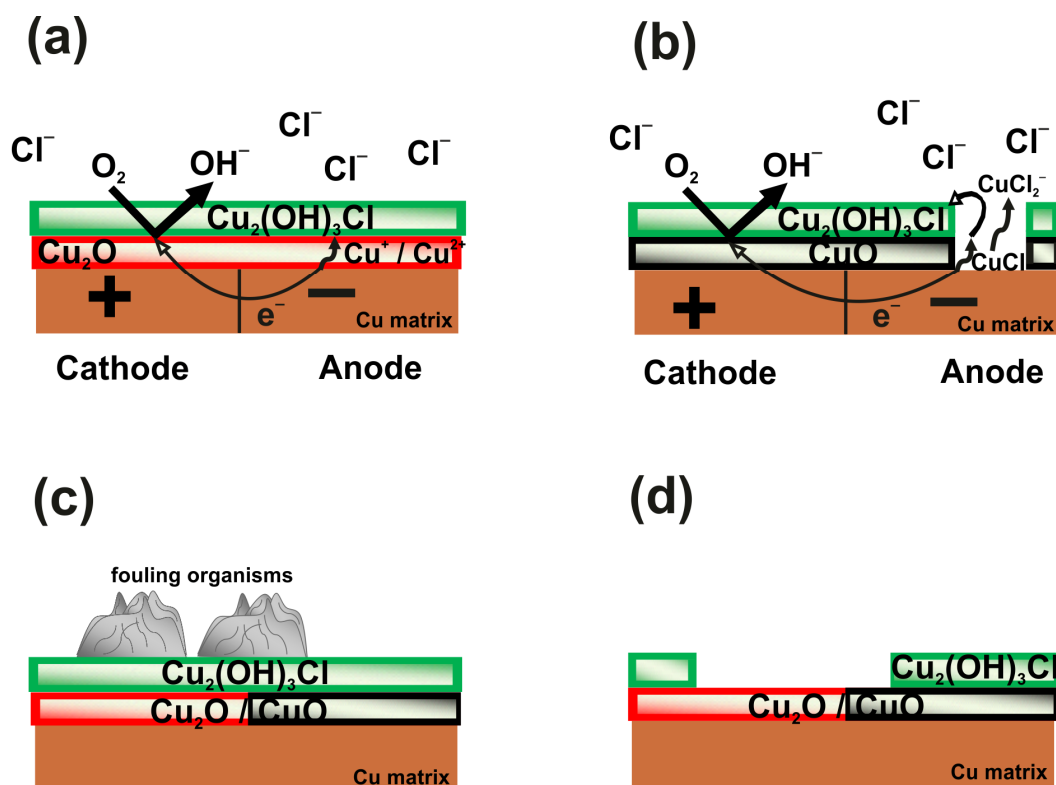 (a)
Cl⁻
Cl⁻
Cl⁻
Cl⁻
O₂
OH⁻
Cu₂(OH)₃Cl
Cu₂O
Cu⁺ / Cu²⁺
+
−
e⁻
Cu matrix
Cathode
Anode
(b)
Cl⁻
Cl⁻
Cl⁻
Cl⁻
O₂
OH⁻
CuCl₂⁻
Cu₂(OH)₃Cl
CuO
CuCl
+
−
e⁻
Cu matrix
Cathode
Anode
(c)
fouling organisms
Cu₂(OH)₃Cl
Cu₂O / CuO
Cu matrix
(d)
Cu₂(OH)₃Cl
Cu₂O / CuO
Cu matrix